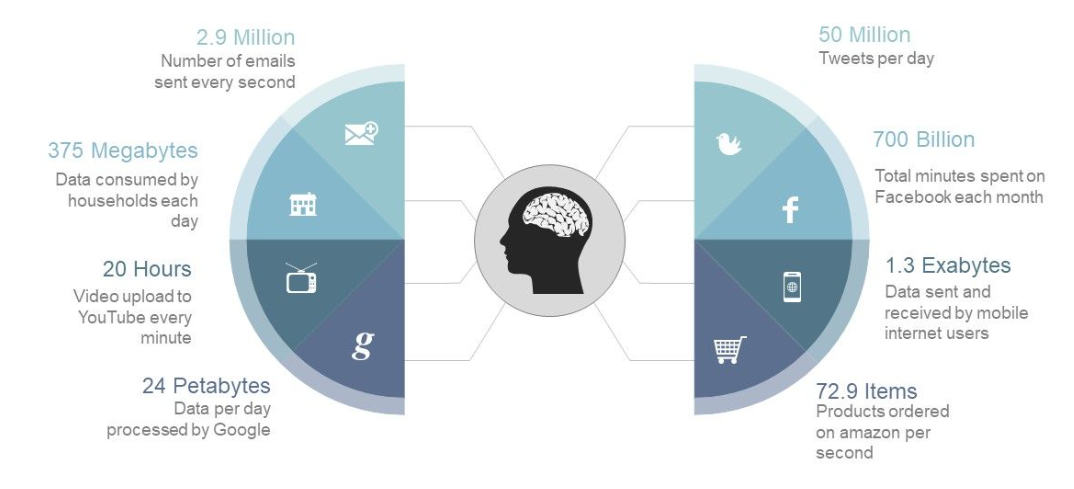 2.9 Million
Number of emails
sent every second
375 Megabytes
Data consumed by
households each
day
20 Hours
Video upload to
YouTube every
minute
24 Petabytes
Data per day
processed by Google
g
50 Million
Tweets per day
700 Billion
Total minutes spent on
Facebook each month
f
1.3 Exabytes
Data sent and
received by mobile
internet users
72.9 Items
Products ordered
on amazon per
second